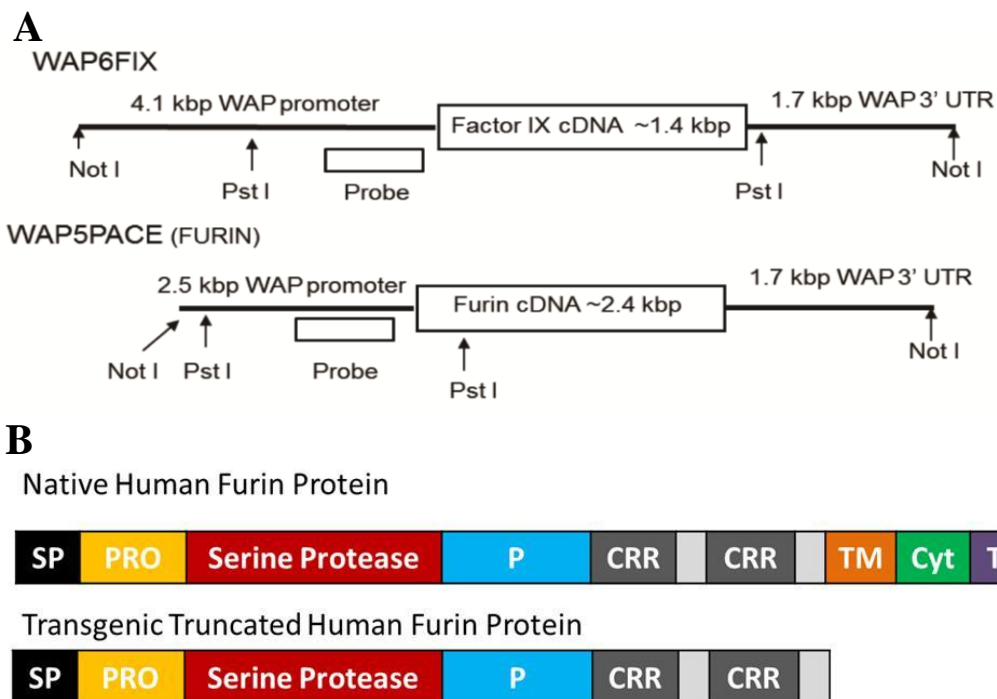 A
WAP6FIX
4.1 kbp WAP promoter
Factor IX cDNA ~1.4 kbp
1.7 kbp WAP 3' UTR
Not I
Pst I
Probe
Pst I
Not I
WAP5PACE (FURIN)
2.5 kbp WAP promoter
Furin cDNA ~2.4 kbp
1.7 kbp WAP 3' UTR
Not I
Pst I
Probe
Pst I
Not I
B
Native Human Furin Protein
SP PRO Serine Protease P CRR CRR TM Cyt
Transgenic Truncated Human Furin Protein
SP PRO Serine Protease P CRR CRR